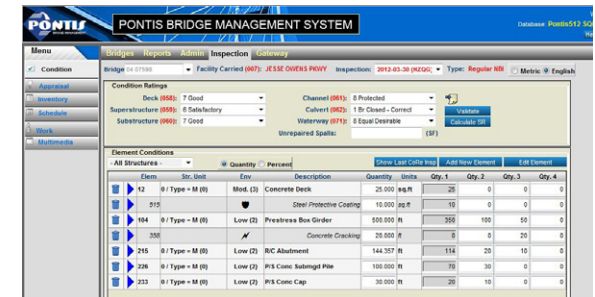 PONTIS
PONTIS BRIDGE MANAGEMENT SYSTEM
Database: Pontis512 SQ
Menu
Bridges Reports Admin Inspection Gateway
Condition
Appraisal
Inventory
Schedule
Work
Multimedia
Bridge 04 57598 Facility Carried (007): JESSE OWENS PKWY Inspection: 2012-03-30 (HZQG) Type: Regular NBI Metric English
Condition Ratings
Deck (058): 7 Good Channel (061): 8 Protected
Superstructure (059): 6 Satisfactory Culvert (062): 1 Br Closed - Correct Validate
Substructure (060): 7 Good Waterway (071): 8 Equal Desirable Calculate SR
Unrepaired Spalls: (SF)
Element Conditions
- All Structures - Quantity Percent Show Last CoRe Insp Add New Element Edit Element
Elem Str. Unit Env Description Quantity Units Qty. 1 Qty. 2 Qty. 3 Qty. 4
12 0 / Type = M (0) Mod. (3) Concrete Deck 25.000 sq.ft 25 0 0 0
515 Steel Protective Coating 10.000 sq.ft 10 0 0 0
104 0 / Type = M (0) Low (2) Prestress Box Girder 500.000 ft 350 100 50 0
358 Concrete Cracking 20.000 ft 0 0 20 0
215 0 / Type = M (0) Low (2) R/C Abutment 144.357 ft 114 20 10 0
226 0 / Type = M (0) Low (2) P/S Conc Submgd Pile 100.000 ft 70 30 0 0
233 0 / Type = M (0) Low (2) P/S Conc Cap 30.000 ft 20 10 0 0